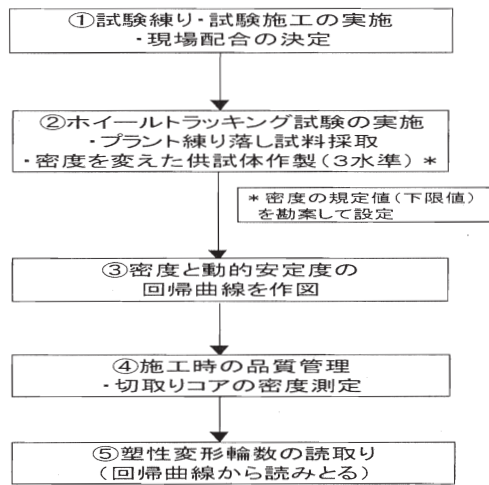 ①試験練り・試験施工の実施
・現場配合の決定
②ホイールトラッキング試験の実施
・プラント練り落し試料採取
・密度を変えた供試体作製(3水準)*
*密度の規定値(下限値)
を勘案して設定
③密度と動的安定度の
回帰曲線を作図
④施工時の品質管理
・切取りコアの密度測定
⑤塑性変形輪数の読取り
(回帰曲線から読みとる)